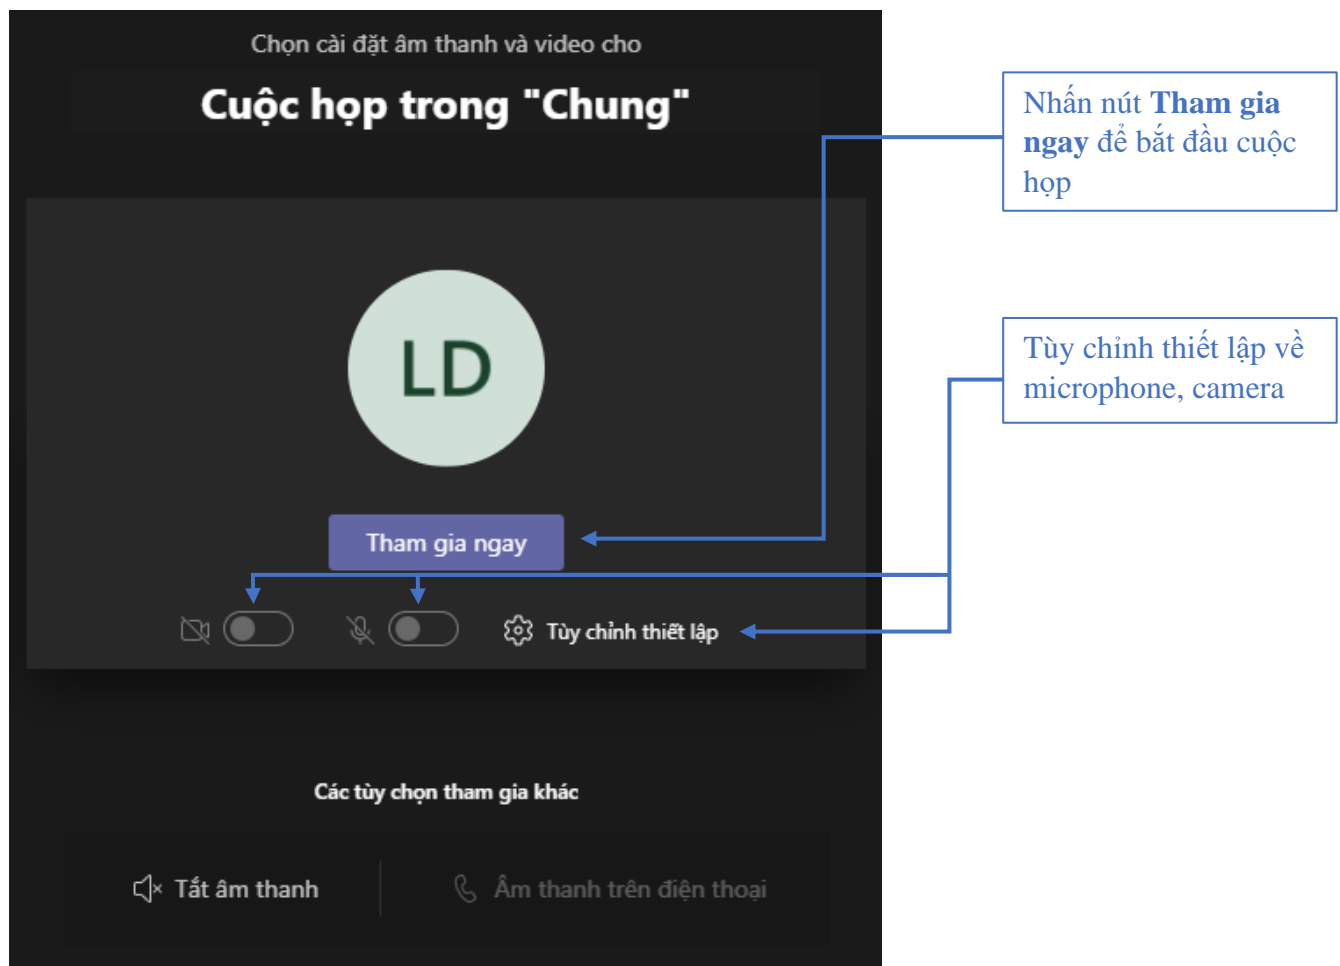 Chọn cài đặt âm thanh và video cho
Cuộc họp trong "Chung"
Nhấn nút Tham gia
ngay để bắt đầu cuộc
họp
LD
Tùy chỉnh thiết lập về
microphone, camera
Tham gia ngay
Tùy chỉnh thiết lập
Các tùy chọn tham gia khác
Tắt âm thanh
Âm thanh trên điện thoại